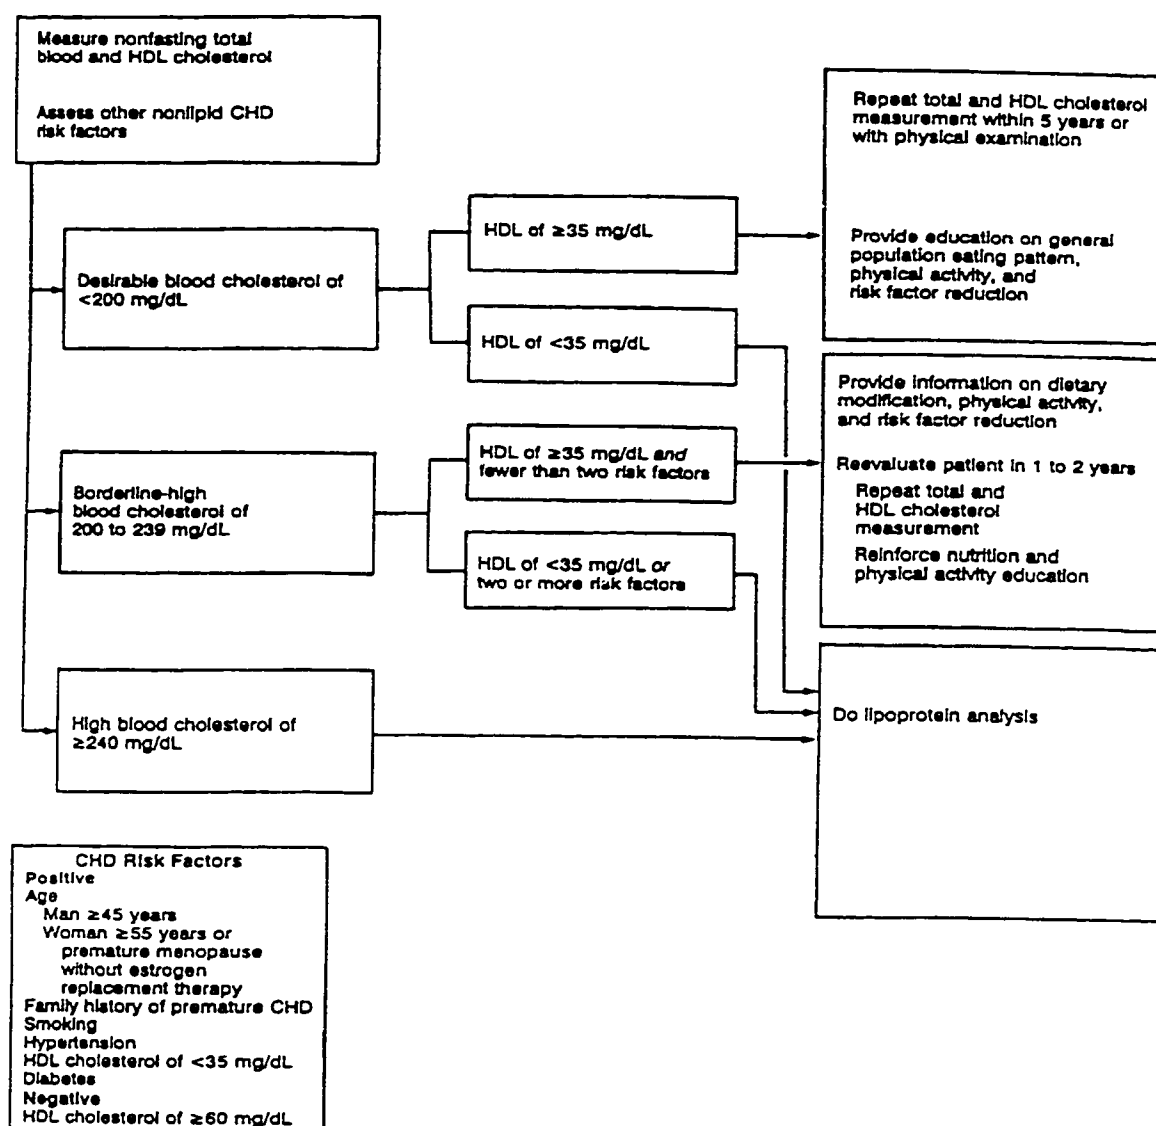 Measure nonfasting total
blood and HDL cholesterol
Assess other nonlipid CHD
risk factors
Desirable blood cholesterol of
<200 mg/dL
HDL of ≥35 mg/dL
HDL of <35 mg/dL
Repeat total and HDL cholesterol
measurement within 5 years or
with physical examination
Provide education on general
population eating pattern,
physical activity, and
risk factor reduction
Borderline-high
blood cholesterol of
200 to 239 mg/dL
HDL of ≥35 mg/dL and
fewer than two risk factors
HDL of <35 mg/dL or
two or more risk factors
Provide information on dietary
modification, physical activity,
and risk factor reduction
Reevaluate patient in 1 to 2 years
Repeat total and
HDL cholesterol
measurement
Reinforce nutrition and
physical activity education
High blood cholesterol of
≥240 mg/dL
Do lipoprotein analysis
CHD Risk Factors
Positive
Age
Man ≥45 years
Woman ≥55 years or
premature menopause
without estrogen
replacement therapy
Family history of premature CHD
Smoking
Hypertension
HDL cholesterol of <35 mg/dL
Diabetes
Negative
HDL cholesterol of ≥60 mg/dL